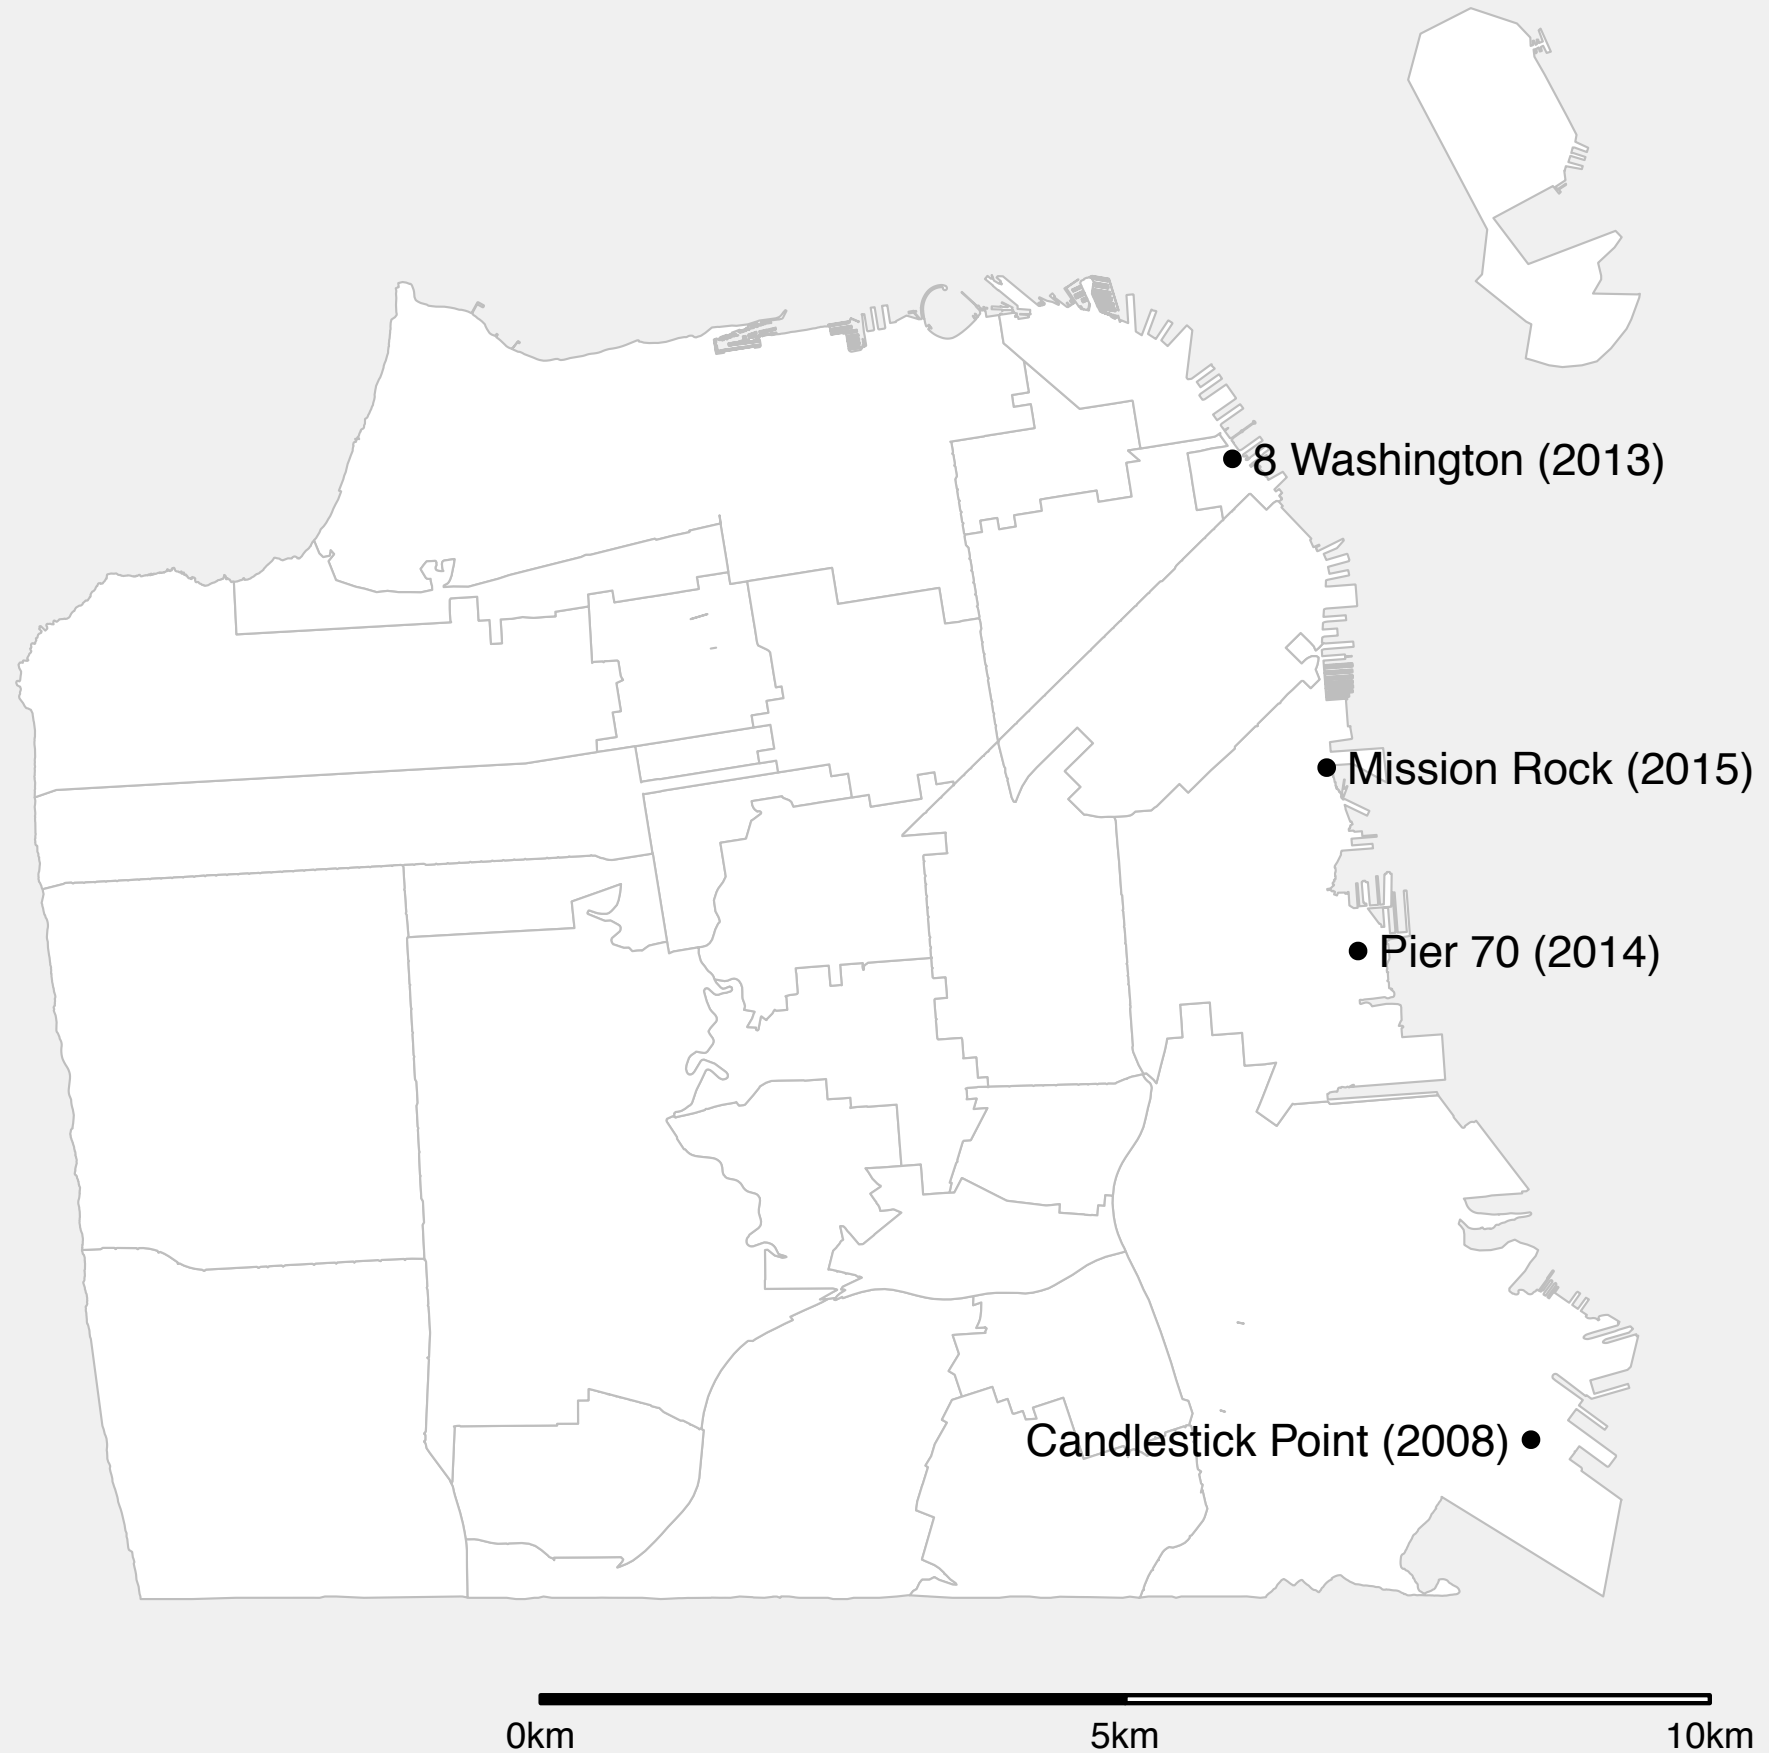 8 Washington (2013)
Mission Rock (2015)
Pier 70 (2014)
Candlestick Point (2008)
0km 5km 10km